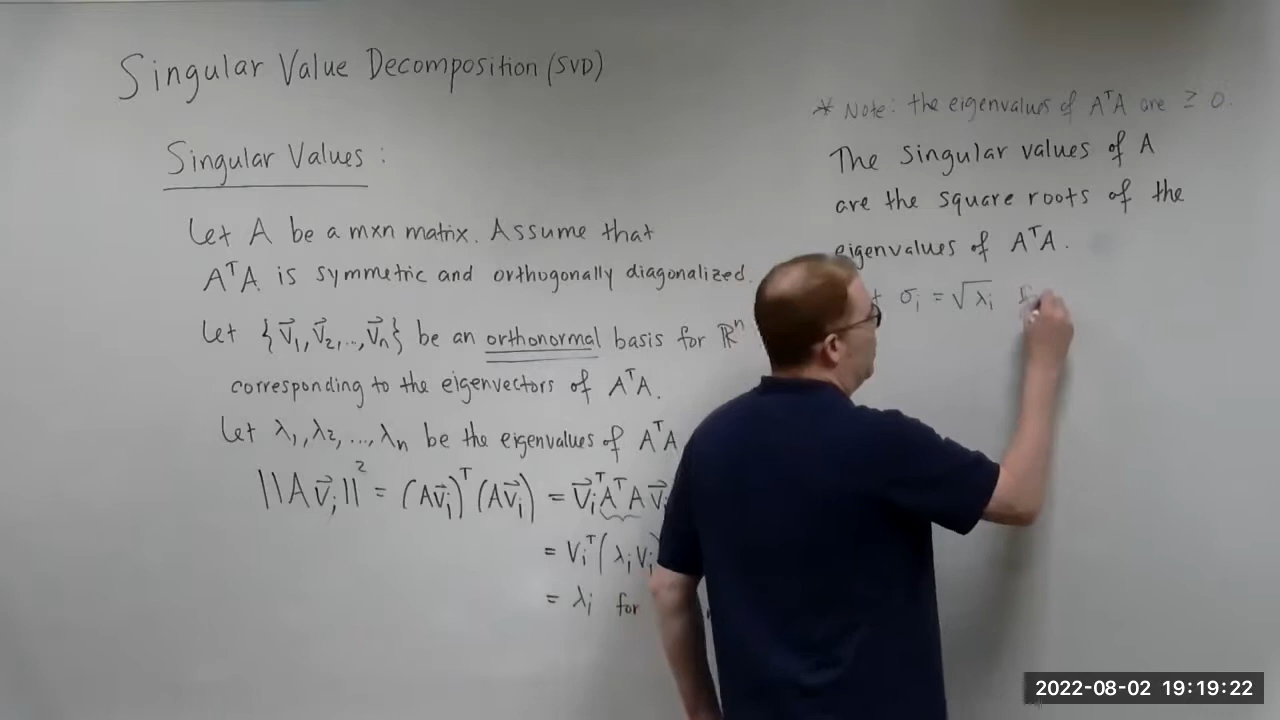 Singular Value Decomposition (SVD)
Singular Values:
Let A be a mxn matrix. Assume that
AᵀA is symmetric and orthogonally diagonalized.
Let {v⃗₁, v⃗₂, ..., v⃗ₙ} be an orthonormal basis for ℝⁿ
corresponding to the eigenvectors of AᵀA.
Let λ₁, λ₂, ..., λₙ be the eigenvalues of AᵀA
||Av⃗ᵢ||² = (Av⃗ᵢ)ᵀ(Av⃗ᵢ) = v⃗ᵢᵀAᵀAv⃗ᵢ
= vᵢᵀ(λᵢvᵢ)
= λᵢ for
* Note: the eigenvalues of AᵀA are ≥ 0.
The singular values of A
are the square roots of the
eigenvalues of AᵀA.
σᵢ = √λᵢ
2022-08-02 19:19:22